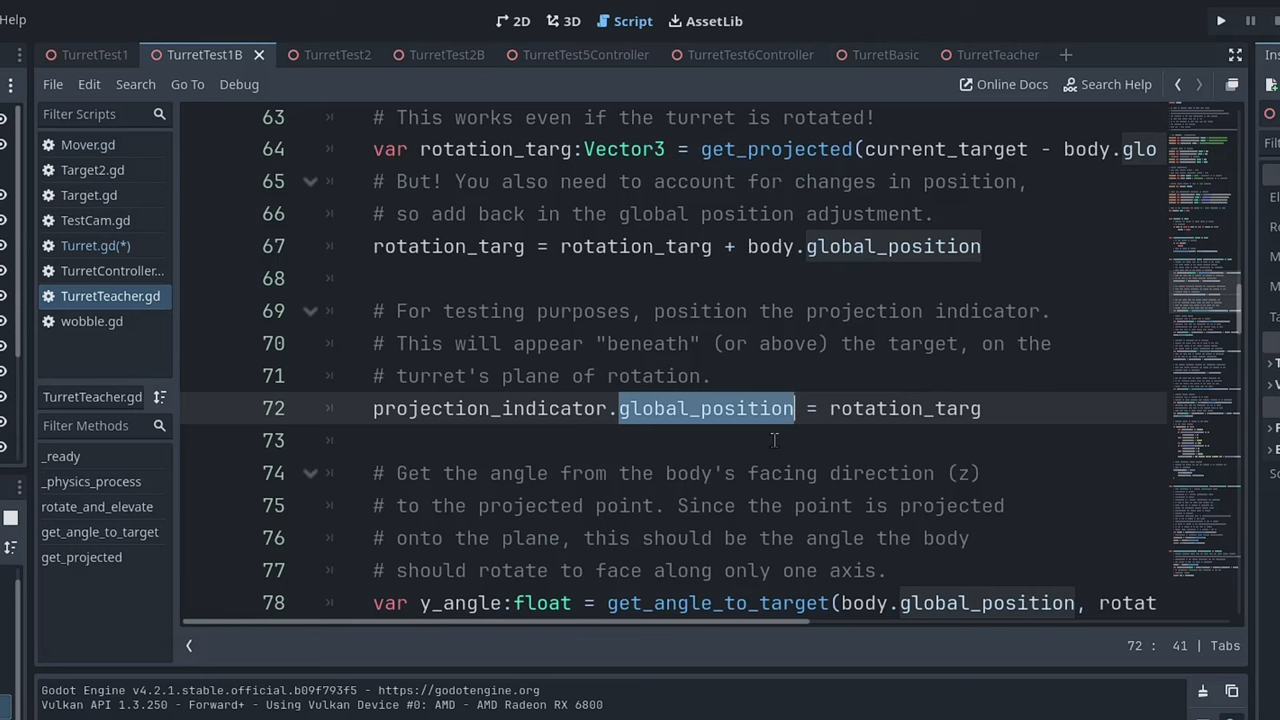 Help
2D
3D
Script
AssetLib
TurretTest1
TurretTest1B
TurretTest2
TurretTest2B
TurretTest5Controller
TurretTest6Controller
TurretBasic
TurretTeacher
File
Edit
Search
Go To
Debug
Online Docs
Search Help
Filter Scripts
Mover.gd
Target2.gd
Target.gd
TestCam.gd
Turret.gd(*)
TurretController...
TurretTeacher.gd
wobble.gd
TurretTeacher.gd
Filter Methods
_ready
_physics_process
rotate_and_elevate
get_angle_to_target
get_projected
63 # This works even if the turret is rotated!
64 var rotation_targ:Vector3 = get_projected(current_target - body.glo
65 # But! You also need to account for changes in position,
66 # so add back in the global position adjustment.
67 rotation_targ = rotation_targ + body.global_position
68
69 # For testing purposes, position the projection indicator.
70 # This will appear "beneath" (or above) the target, on the
71 # turret's plane of rotation.
72 projection_indicator.global_position = rotation_targ
73
74 # Get the angle from the body's facing direction (z)
75 # to the projected point. Since the point is projected
76 # onto the plane, this should be the angle the body
77 # should turn to face along only one axis.
78 var y_angle:float = get_angle_to_target(body.global_position, rotat
72 : 41 | Tabs
Godot Engine v4.2.1.stable.official.b09f793f5 - https://godotengine.org
Vulkan API 1.3.250 - Forward+ - Using Vulkan Device #0: AMD - AMD Radeon RX 6800